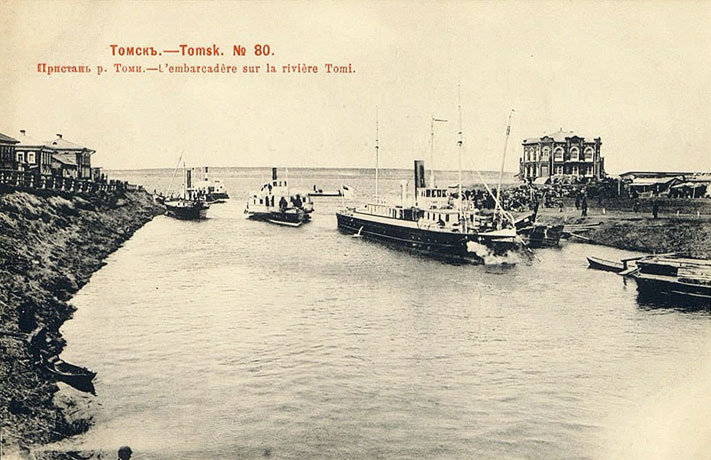 Томскъ.—Tomsk. № 80.
Пристань р. Томи.—L'embarcadère sur la rivière Tomi.